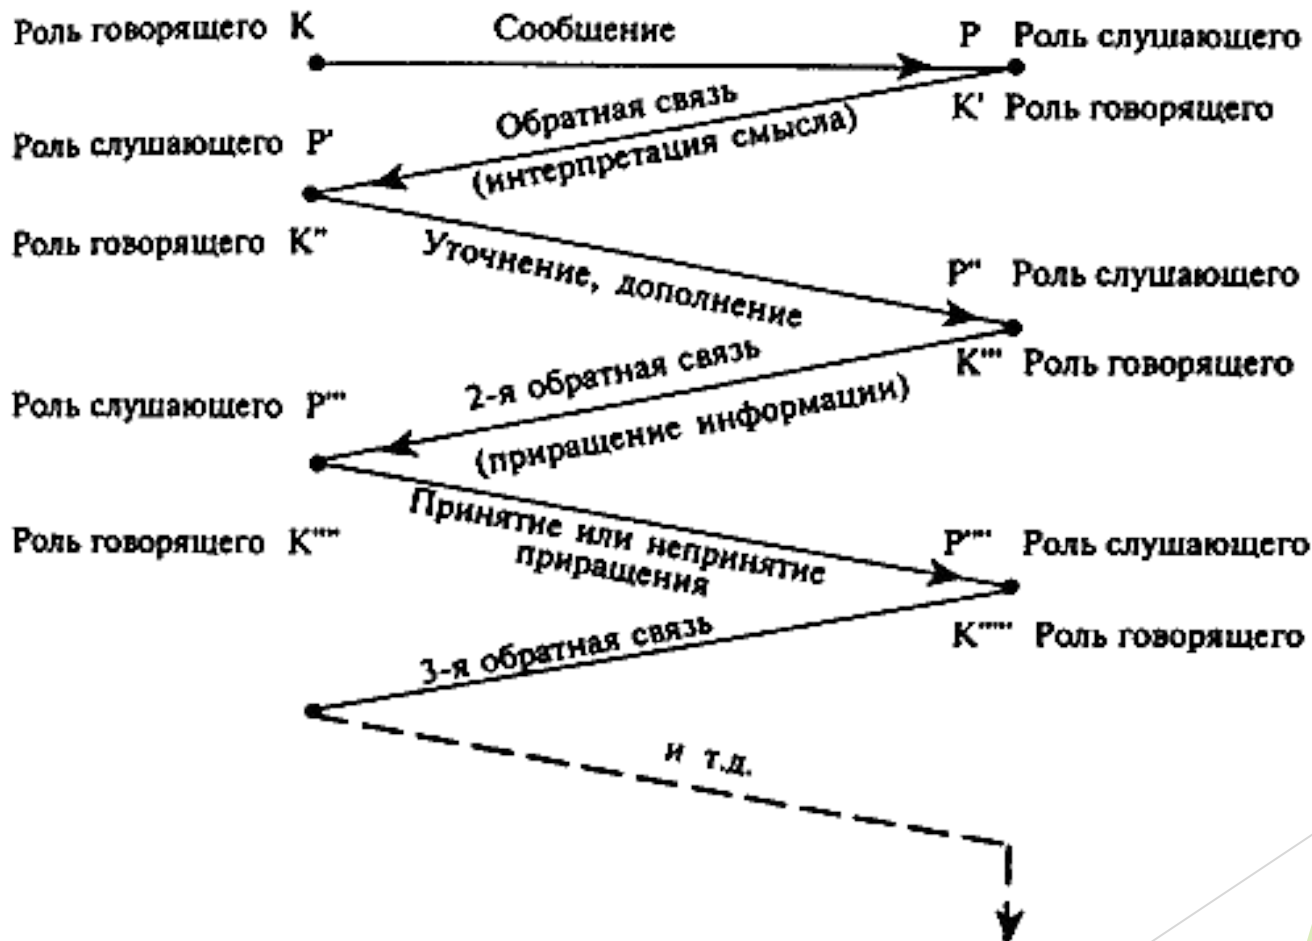 Роль говорящего К
Сообщение
Р Роль слушающего
Обратная связь
(интерпретация смысла)
К' Роль говорящего
Роль слушающего Р'
Роль говорящего К"
Уточнение, дополнение
Р" Роль слушающего
2-я обратная связь
(приращение информации)
К"" Роль говорящего
Роль слушающего Р'"
Принятие или непринятие
приращения
Роль говорящего К""'
Р""' Роль слушающего
3-я обратная связь
К"""' Роль говорящего
и т.д.